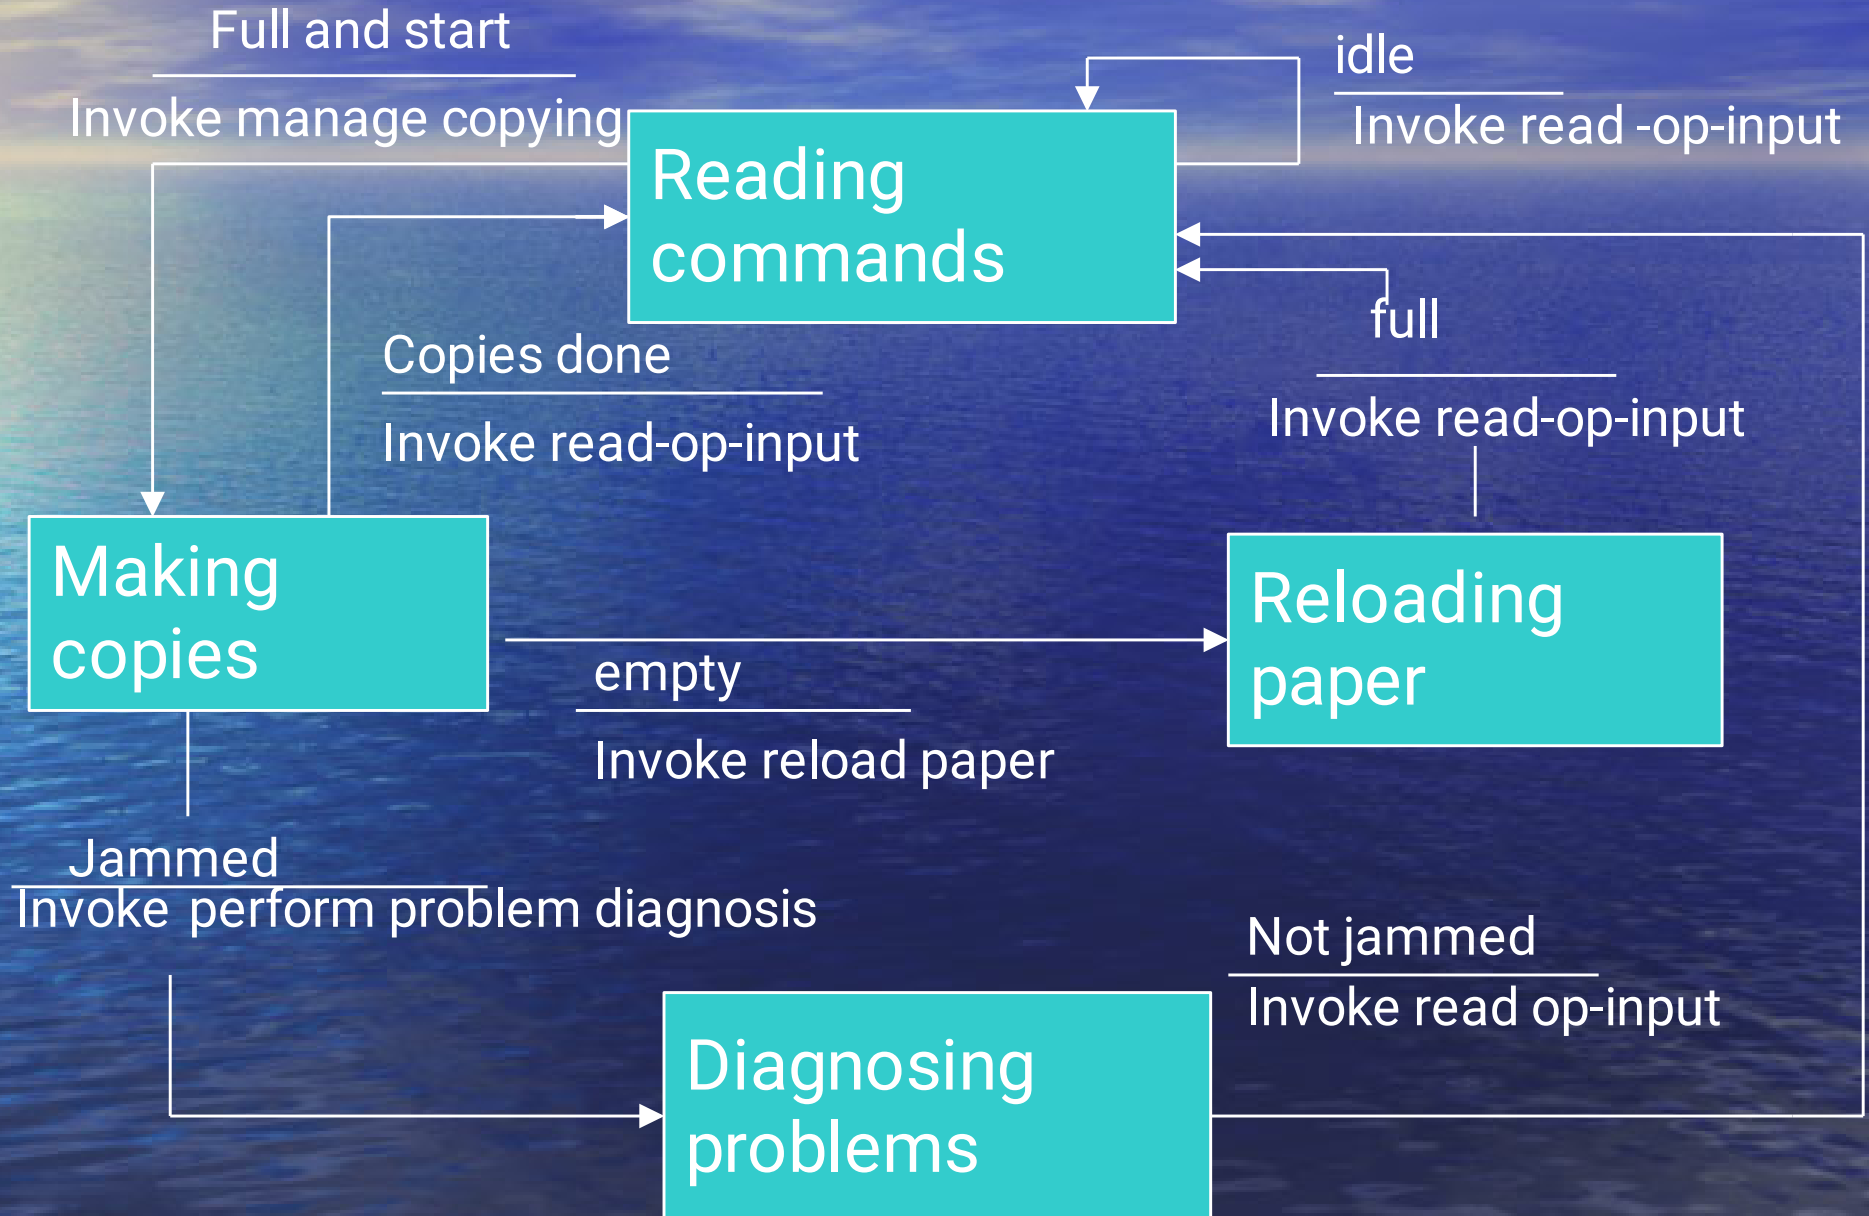 Full and start
Invoke manage copying
idle
Invoke read -op-input
Reading
commands
full
Invoke read-op-input
Copies done
Invoke read-op-input
Making
copies
Reloading
paper
empty
Invoke reload paper
Jammed
Invoke perform problem diagnosis
Not jammed
Invoke read op-input
Diagnosing
problems